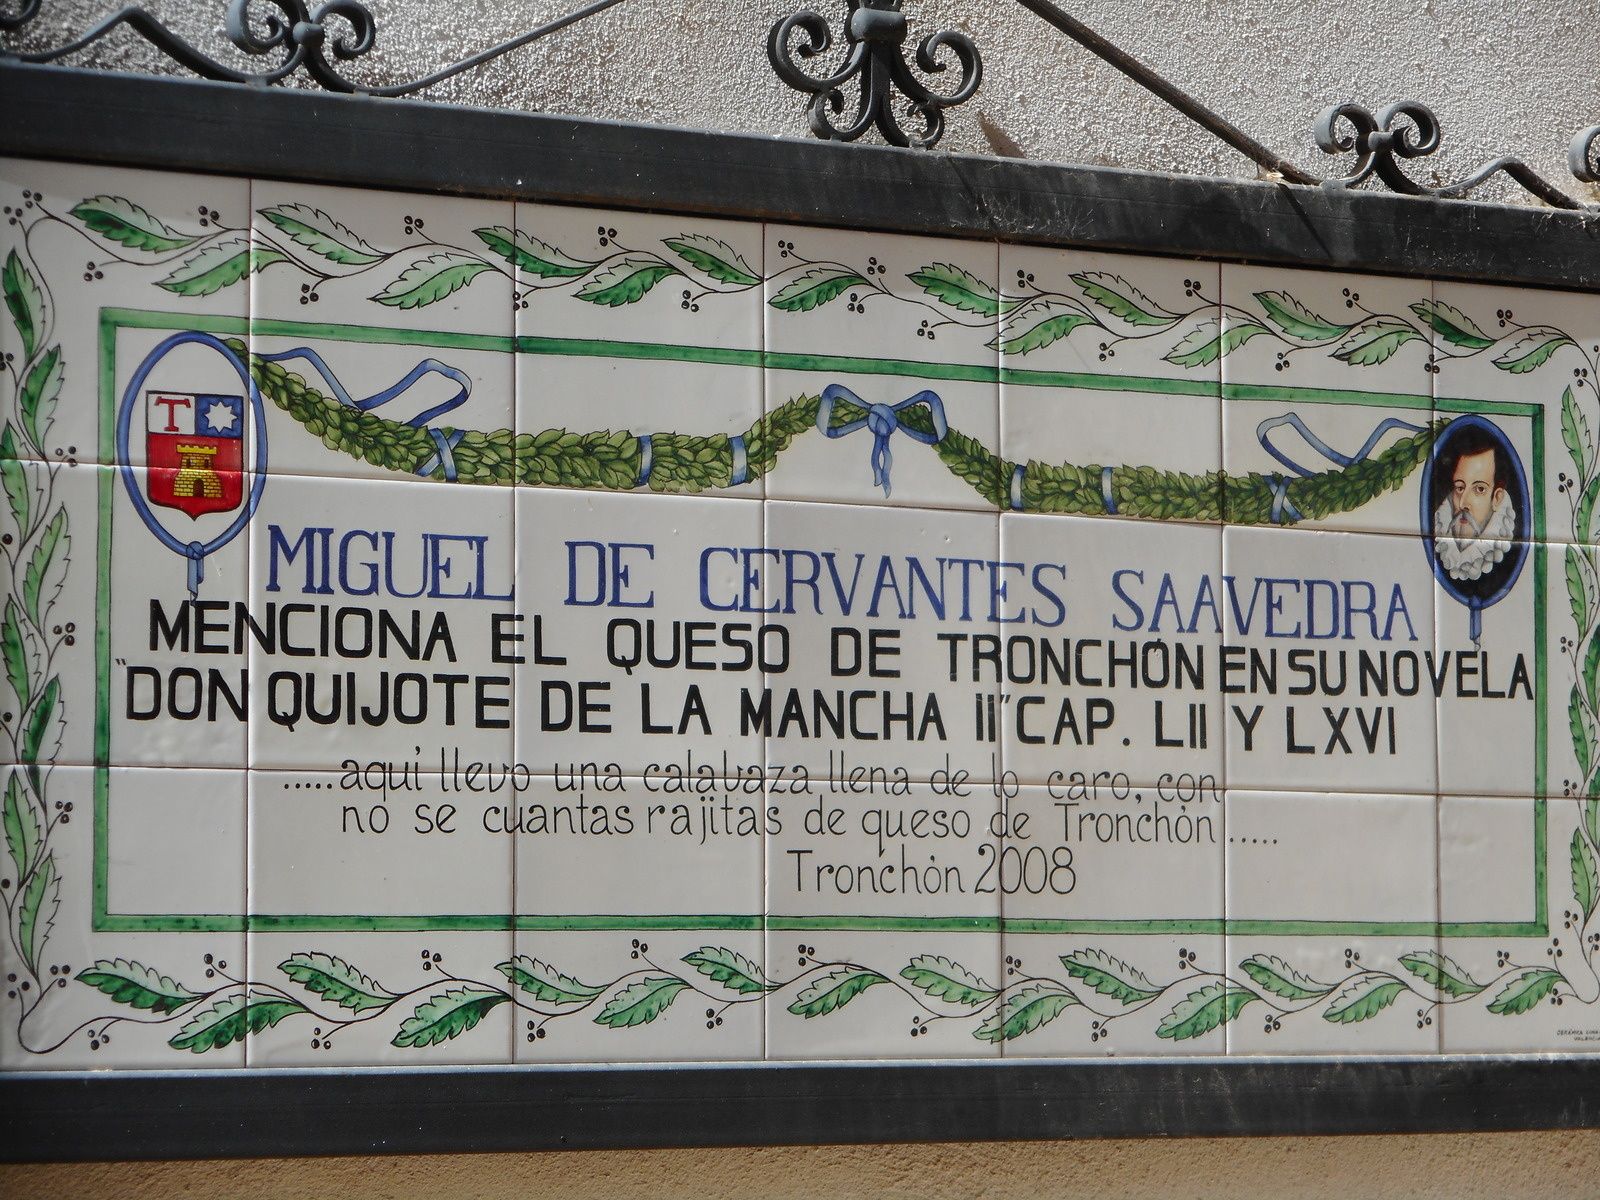 T
MIGUEL DE CERVANTES SAAVEDRA
MENCIONA EL QUESO DE TRONCHÓN EN SU NOVELA
"DON QUIJOTE DE LA MANCHA II" CAP. LII Y LXVI
.....aquí llevo una calabaza llena de lo caro, con
no se cuantas rajitas de queso de Tronchón.....
Tronchón 2008